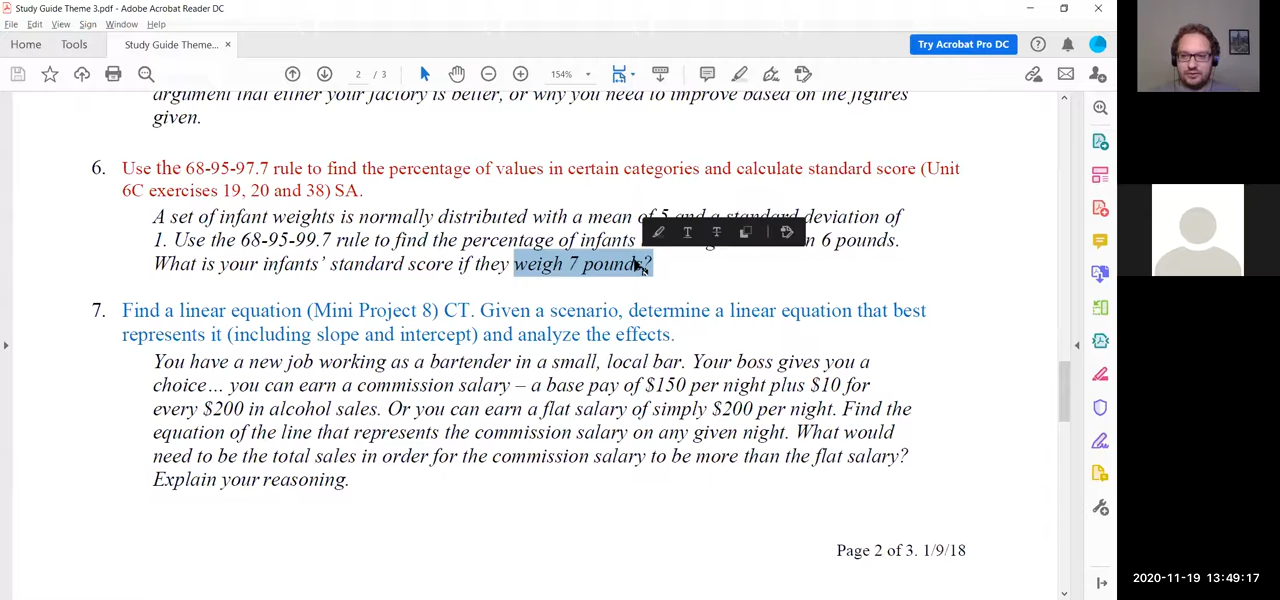 Study Guide Theme 3.pdf - Adobe Acrobat Reader DC
File Edit View Sign Window Help
Home Tools Study Guide Theme... × Try Acrobat Pro DC
2 / 3 154%
argument that either your factory is better, or why you need to improve based on the figures
given.
6. Use the 68-95-97.7 rule to find the percentage of values in certain categories and calculate standard score (Unit
6C exercises 19, 20 and 38) SA.
A set of infant weights is normally distributed with a mean of 5 and a standard deviation of
1. Use the 68-95-99.7 rule to find the percentage of infants 6 pounds.
What is your infants’ standard score if they weigh 7 pounds?
7. Find a linear equation (Mini Project 8) CT. Given a scenario, determine a linear equation that best
represents it (including slope and intercept) and analyze the effects.
You have a new job working as a bartender in a small, local bar. Your boss gives you a
choice… you can earn a commission salary – a base pay of $150 per night plus $10 for
every $200 in alcohol sales. Or you can earn a flat salary of simply $200 per night. Find the
equation of the line that represents the commission salary on any given night. What would
need to be the total sales in order for the commission salary to be more than the flat salary?
Explain your reasoning.
Page 2 of 3. 1/9/18
2020-11-19 13:49:17